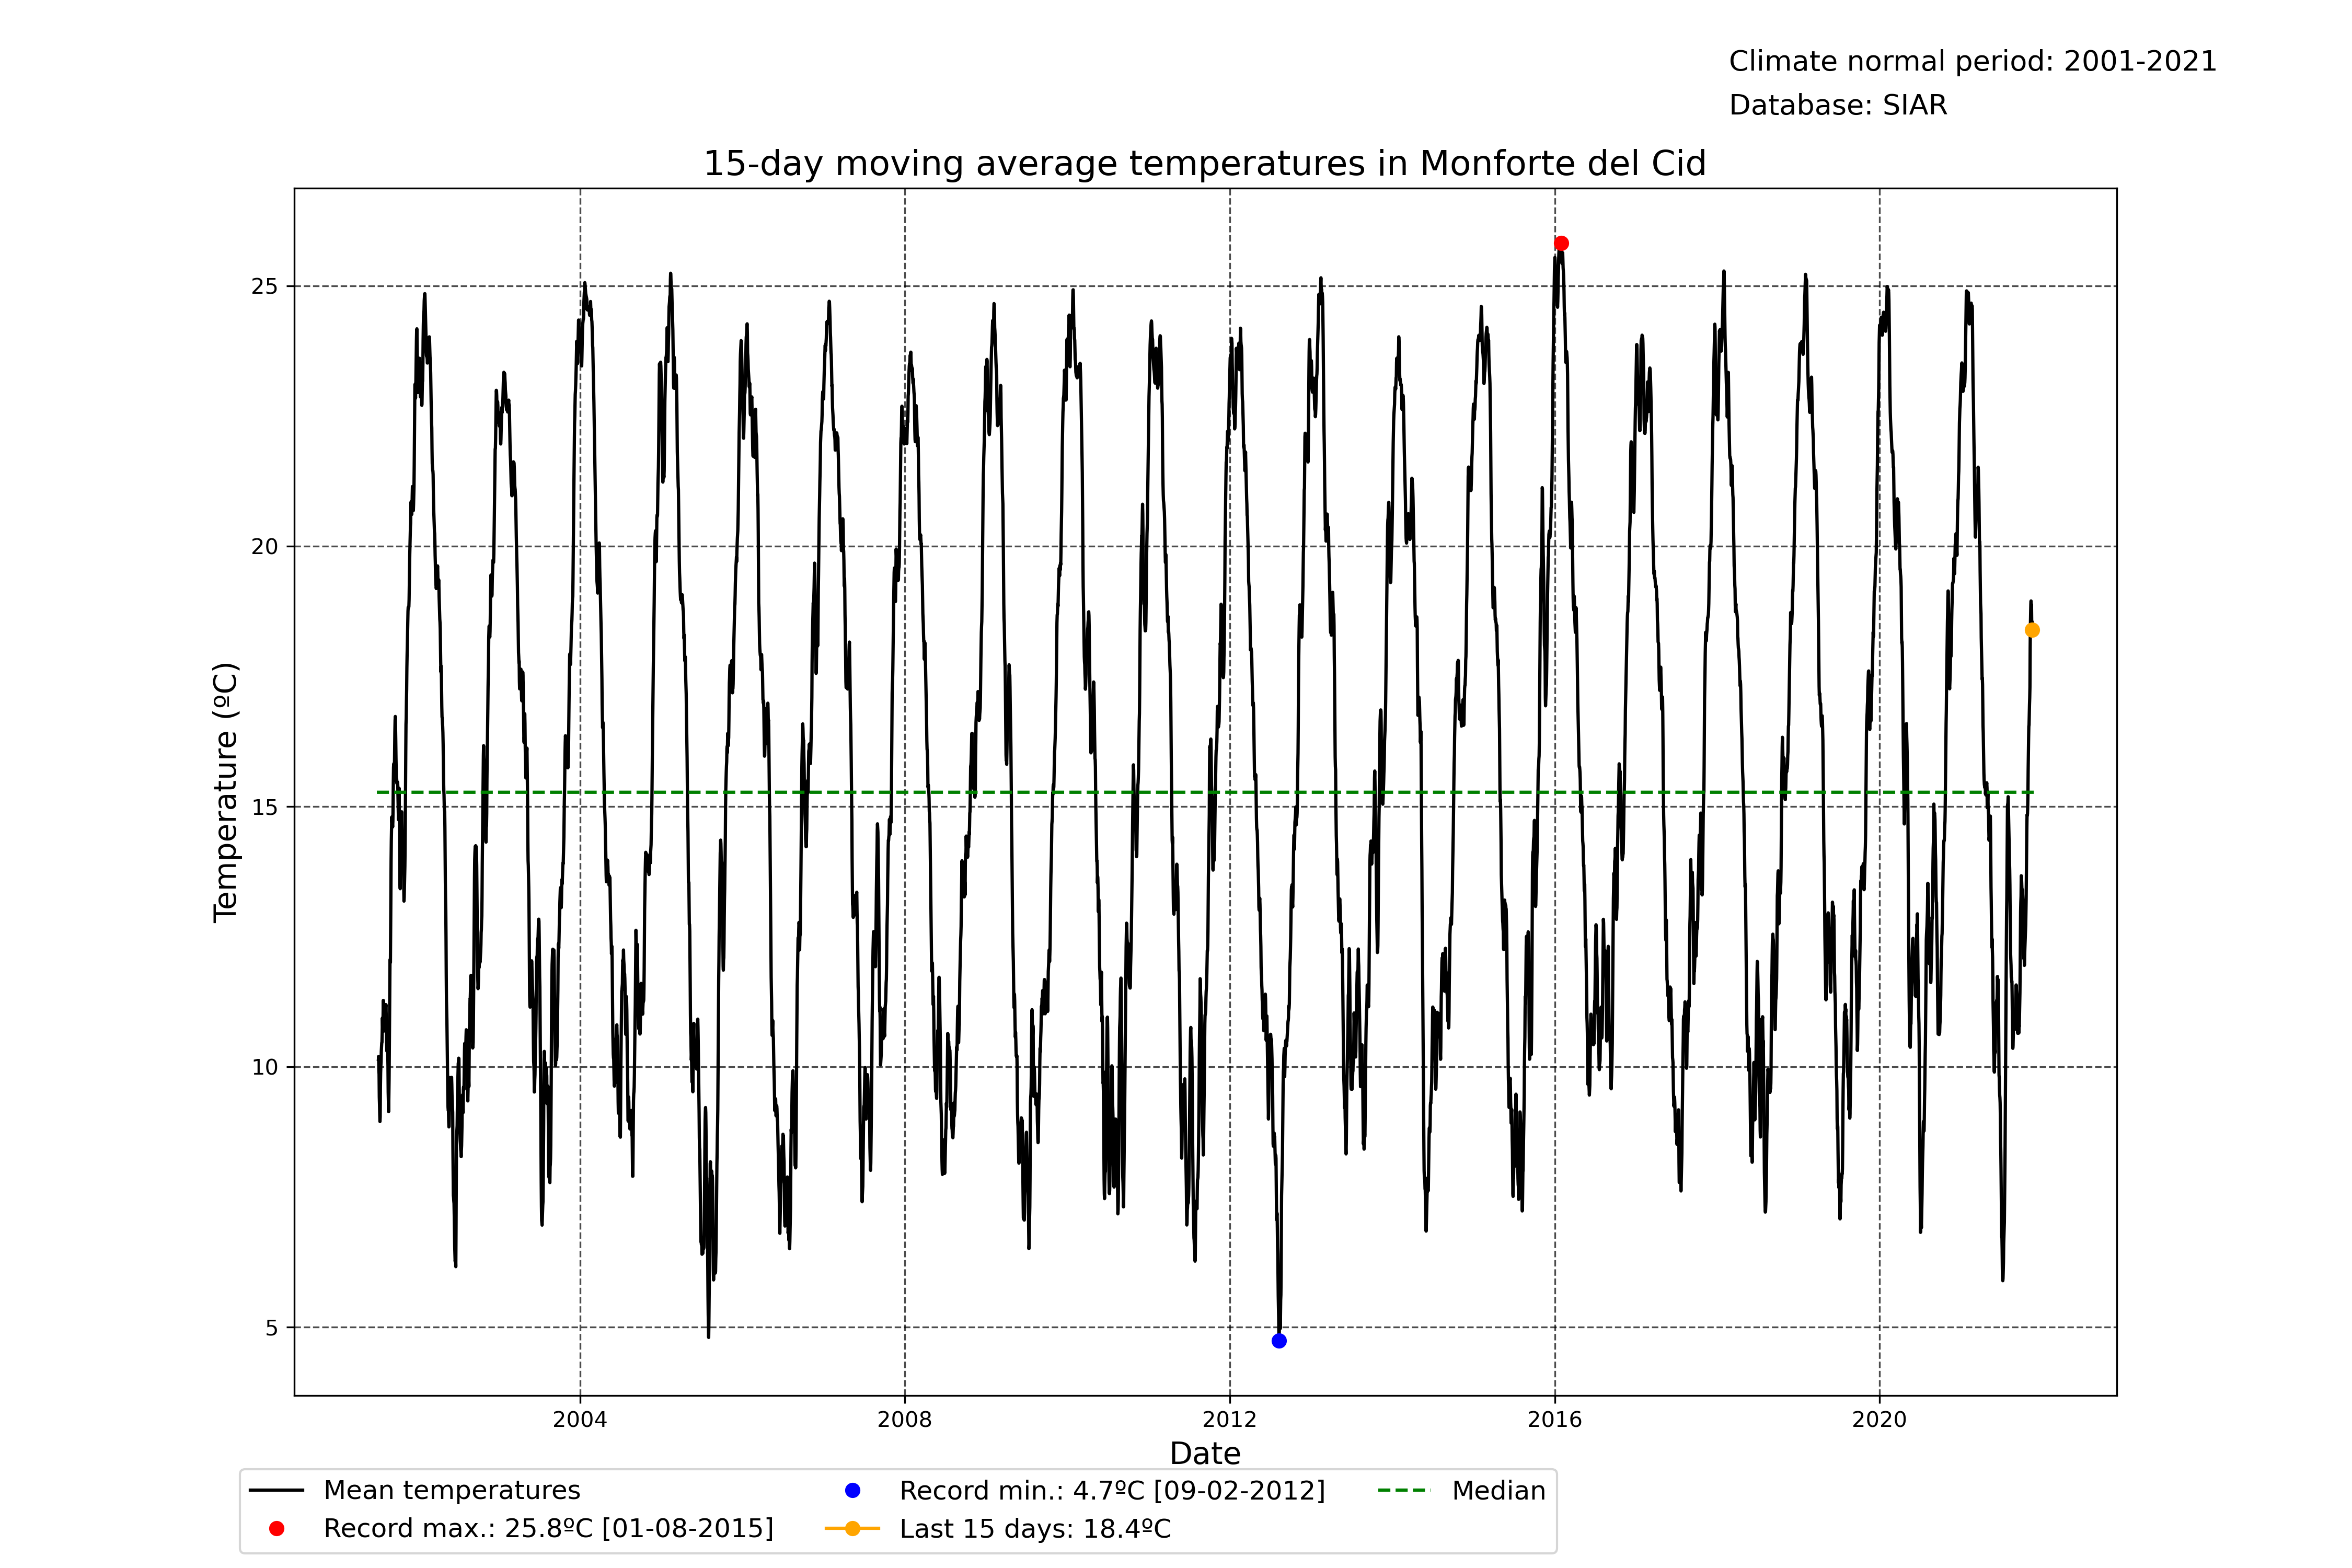 Climate normal period: 2001-2021
Database: SIAR
15-day moving average temperatures in Monforte del Cid
25
20
15
10
5
Temperature (ºC)
2004 2008 2012 2016 2020
Date
Mean temperatures
Record max.: 25.8ºC [01-08-2015]
Record min.: 4.7ºC [09-02-2012]
Last 15 days: 18.4ºC
Median